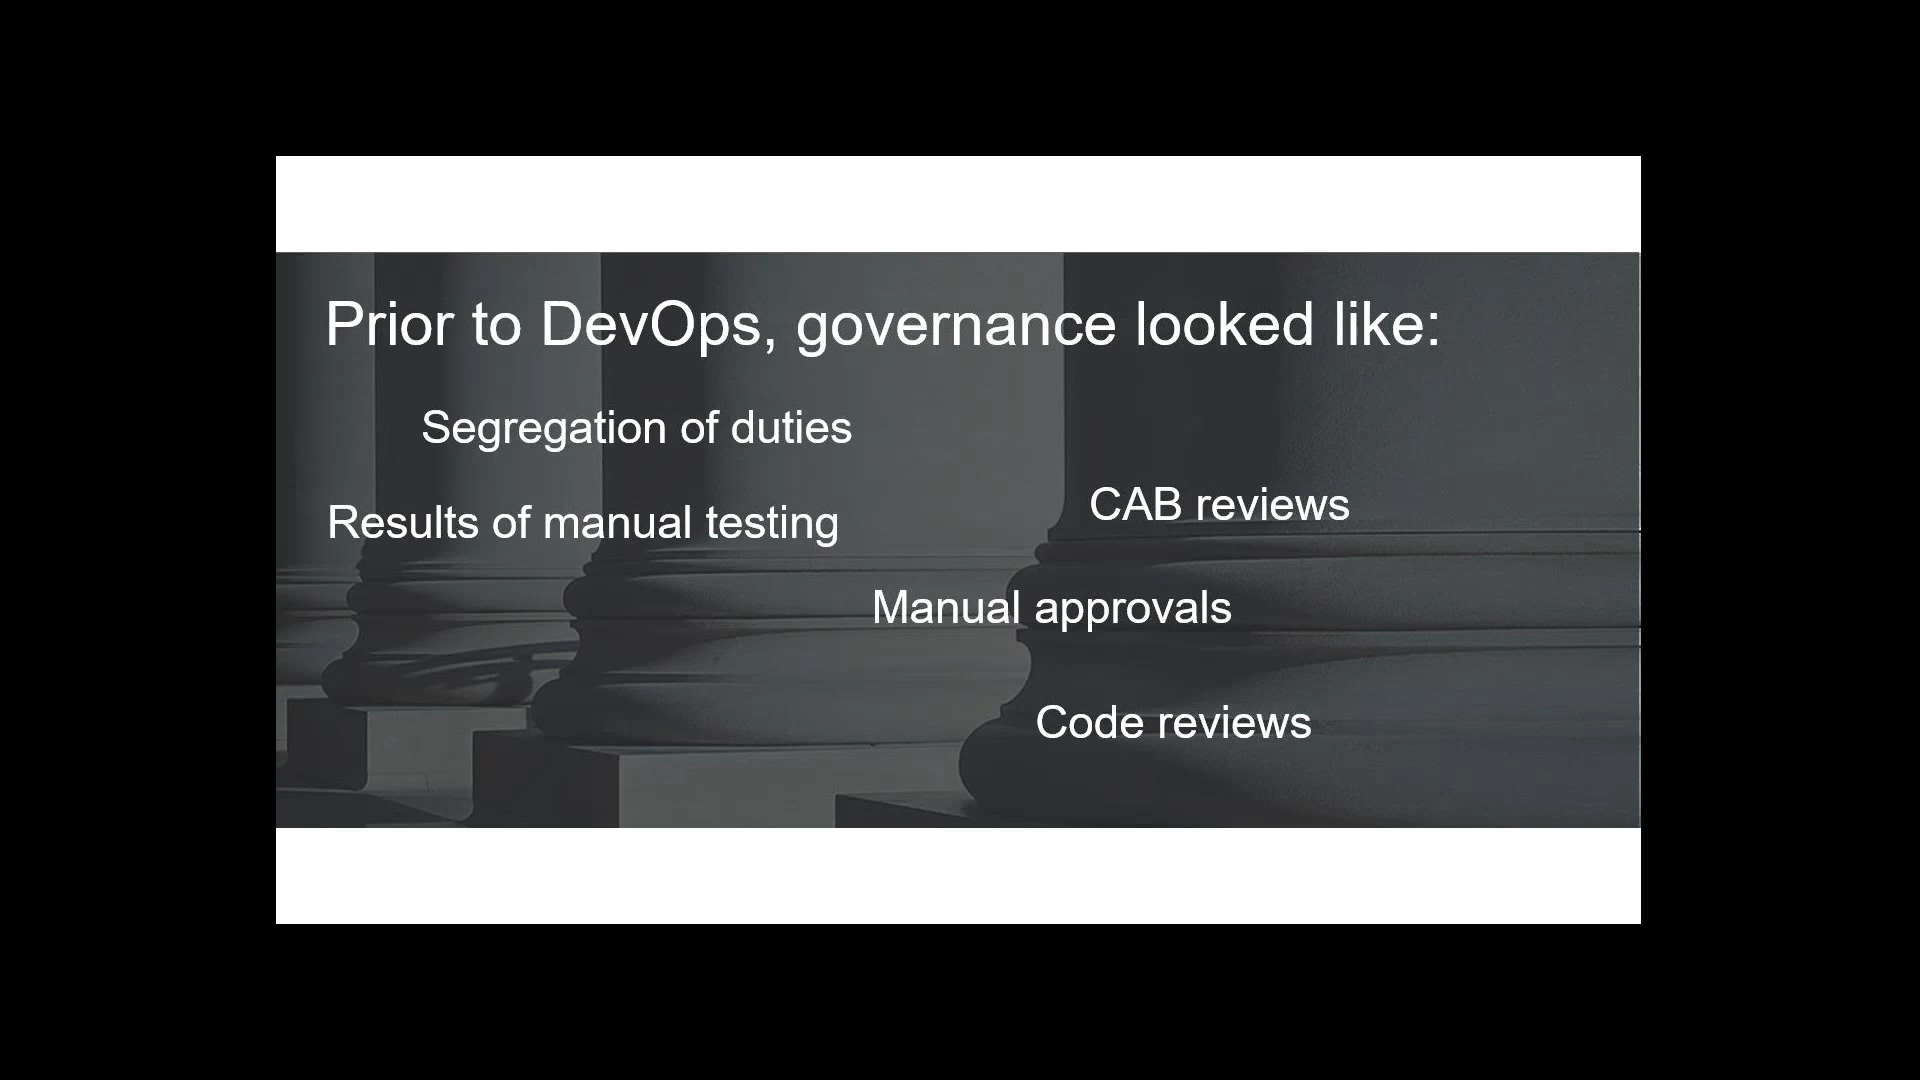 Prior to DevOps, governance looked like:
Segregation of duties
CAB reviews
Results of manual testing
Manual approvals
Code reviews